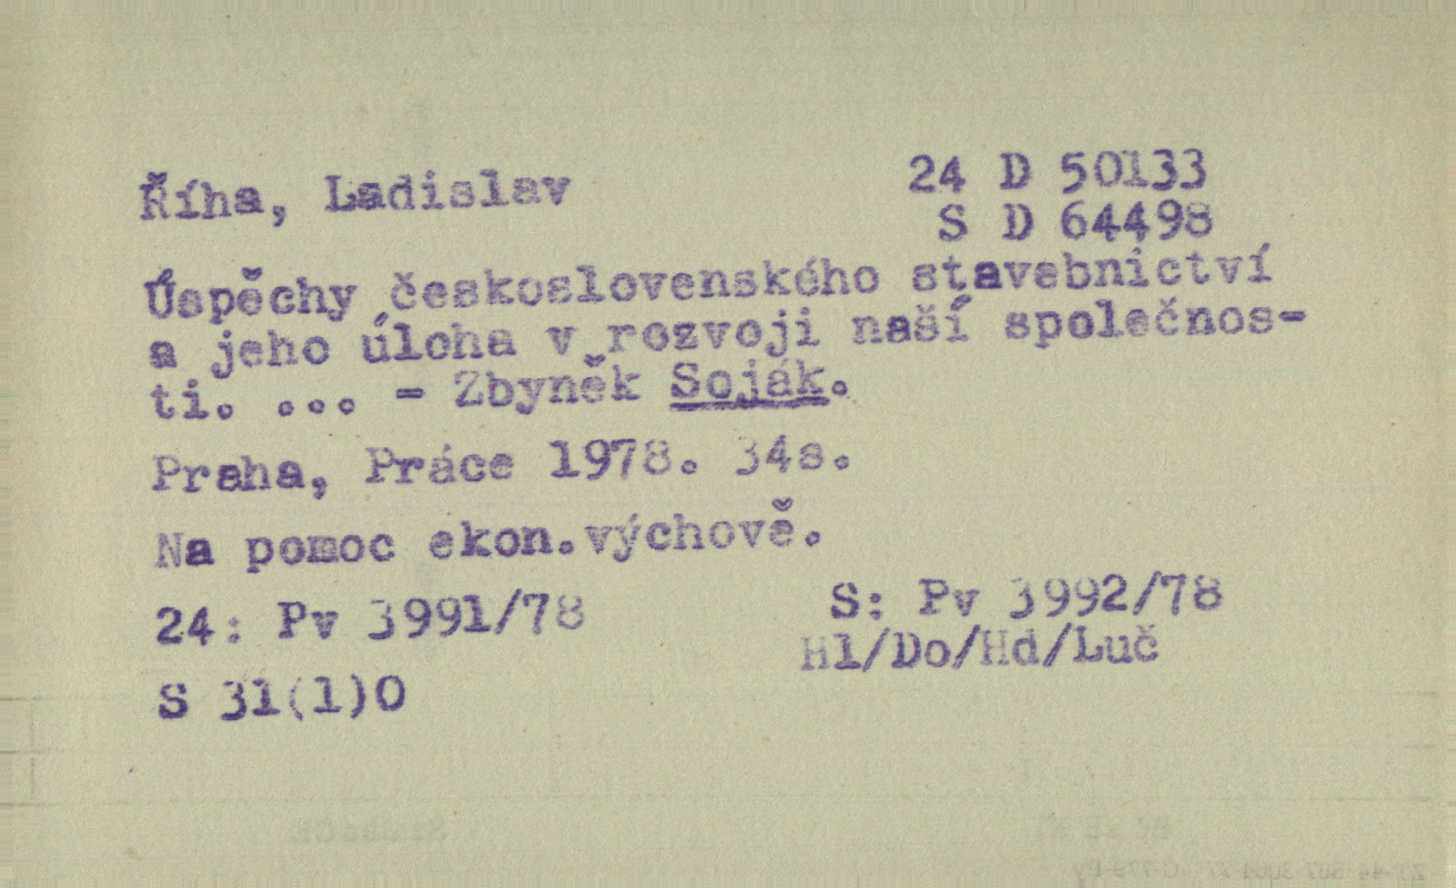 Říha, Ladislav
24 D 50133
S D 64498
Úspěchy československého stavebnictví
a jeho úloha v rozvoji naší společnos-
ti. ... - Zbyněk Soják.
Praha, Práce 1978. 34s.
Na pomoc ekon.výchově.
24: Pv 3991/78
S: Pv 3992/78
Hl/Do/Hd/Luč
S 31(1)0